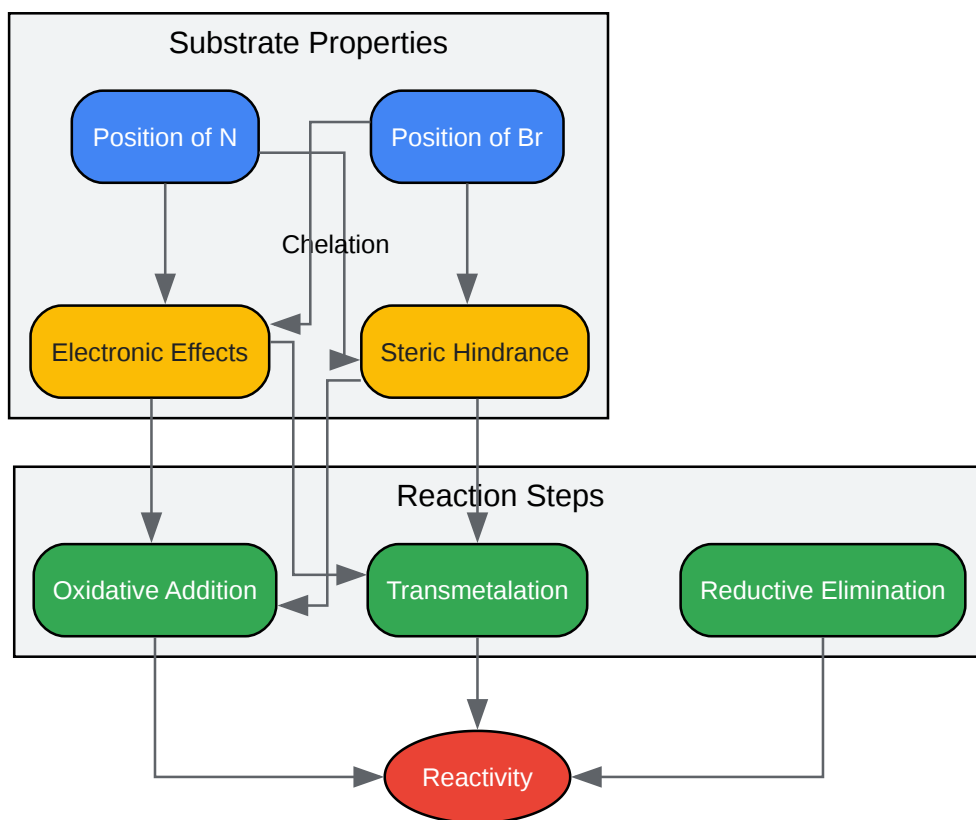 Substrate Properties
Position of N
Position of Br
Chelation
Electronic Effects
Steric Hindrance
Reaction Steps
Oxidative Addition
Transmetalation
Reductive Elimination
Reactivity